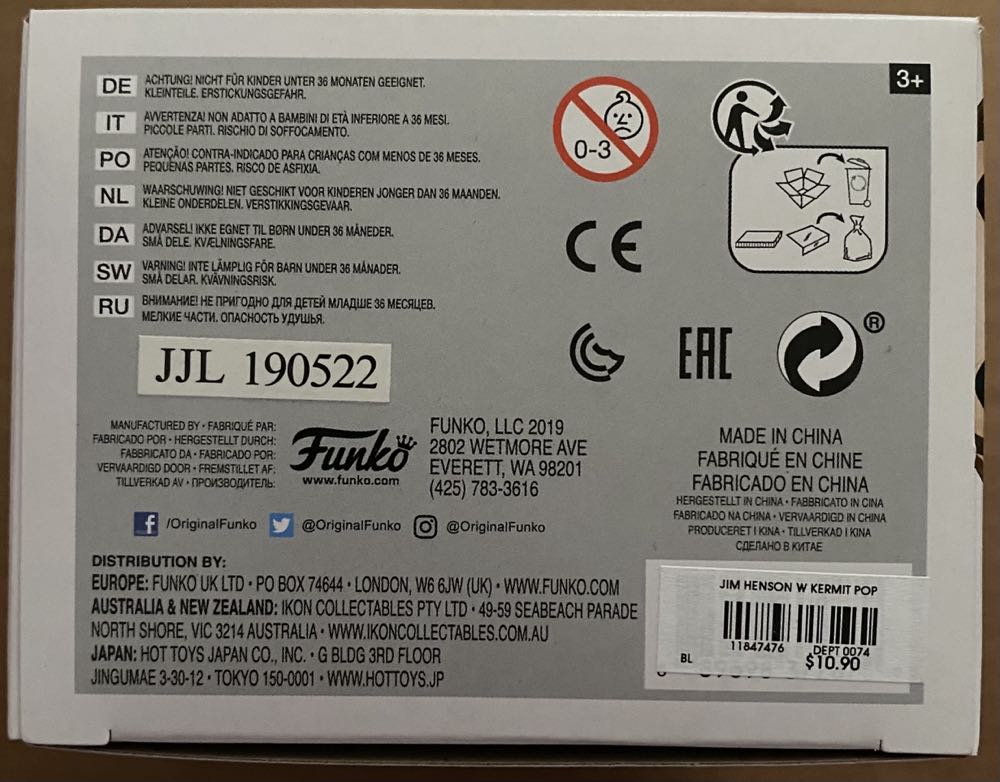 3+
DE ACHTUNG! NICHT FÜR KINDER UNTER 36 MONATEN GEEIGNET.
KLEINTEILE. ERSTICKUNGSGEFAHR.
IT AVVERTENZA! NON ADATTO A BAMBINI DI ETÀ INFERIORE A 36 MESI.
PICCOLE PARTI. RISCHIO DI SOFFOCAMENTO.
PO ATENÇÃO! CONTRA-INDICADO PARA CRIANÇAS COM MENOS DE 36 MESES.
PEQUENAS PARTES. RISCO DE ASFIXIA.
NL WAARSCHUWING! NIET GESCHIKT VOOR KINDEREN JONGER DAN 36 MAANDEN.
KLEINE ONDERDELEN. VERSTIKKINGSGEVAAR.
DA ADVARSEL! IKKE EGNET TIL BØRN UNDER 36 MÅNEDER.
SMÅ DELE. KVÆLNINGSFARE.
SW VARNING! INTE LÄMPLIG FÖR BARN UNDER 36 MÅNADER.
SMÅ DELAR. KVÄVNINGSRISK.
RU ВНИМАНИЕ! НЕ ПРИГОДНО ДЛЯ ДЕТЕЙ МЛАДШЕ 36 МЕСЯЦЕВ.
МЕЛКИЕ ЧАСТИ. ОПАСНОСТЬ УДУШЬЯ.
0-3
CE
EAC
®
JJL 190522
MANUFACTURED BY • FABRIQUÉ PAR:
FABRICADO POR • HERGESTELLT DURCH:
FABBRICATO DA • FABRICADO POR:
VERVAARDIGD DOOR • FREMSTILLET AF:
TILLVERKAD AV • ПРОИЗВОДИТЕЛЬ:
Funko
www.funko.com
FUNKO, LLC 2019
2802 WETMORE AVE
EVERETT, WA 98201
(425) 783-3616
MADE IN CHINA
FABRIQUÉ EN CHINE
FABRICADO EN CHINA
HERGESTELLT IN CHINA • FABBRICATO IN CINA
FABRICADO NA CHINA • VERVAARDIGD IN CHINA
PRODUCERET I KINA • TILLVERKAD I KINA
СДЕЛАНО В КИТАЕ
f /OriginalFunko @OriginalFunko @OriginalFunko
DISTRIBUTION BY:
EUROPE: FUNKO UK LTD • PO BOX 74644 • LONDON, W6 6JW (UK) • WWW.FUNKO.COM
AUSTRALIA & NEW ZEALAND: IKON COLLECTABLES PTY LTD • 49-59 SEABEACH PARADE
NORTH SHORE, VIC 3214 AUSTRALIA • WWW.IKONCOLLECTABLES.COM.AU
JAPAN: HOT TOYS JAPAN CO., INC. • G BLDG 3RD FLOOR
JINGUMAE 3-30-12 • TOKYO 150-0001 • WWW.HOTTOYS.JP
JIM HENSON W KERMIT POP
11847476 DEPT 0074
BL $10.90